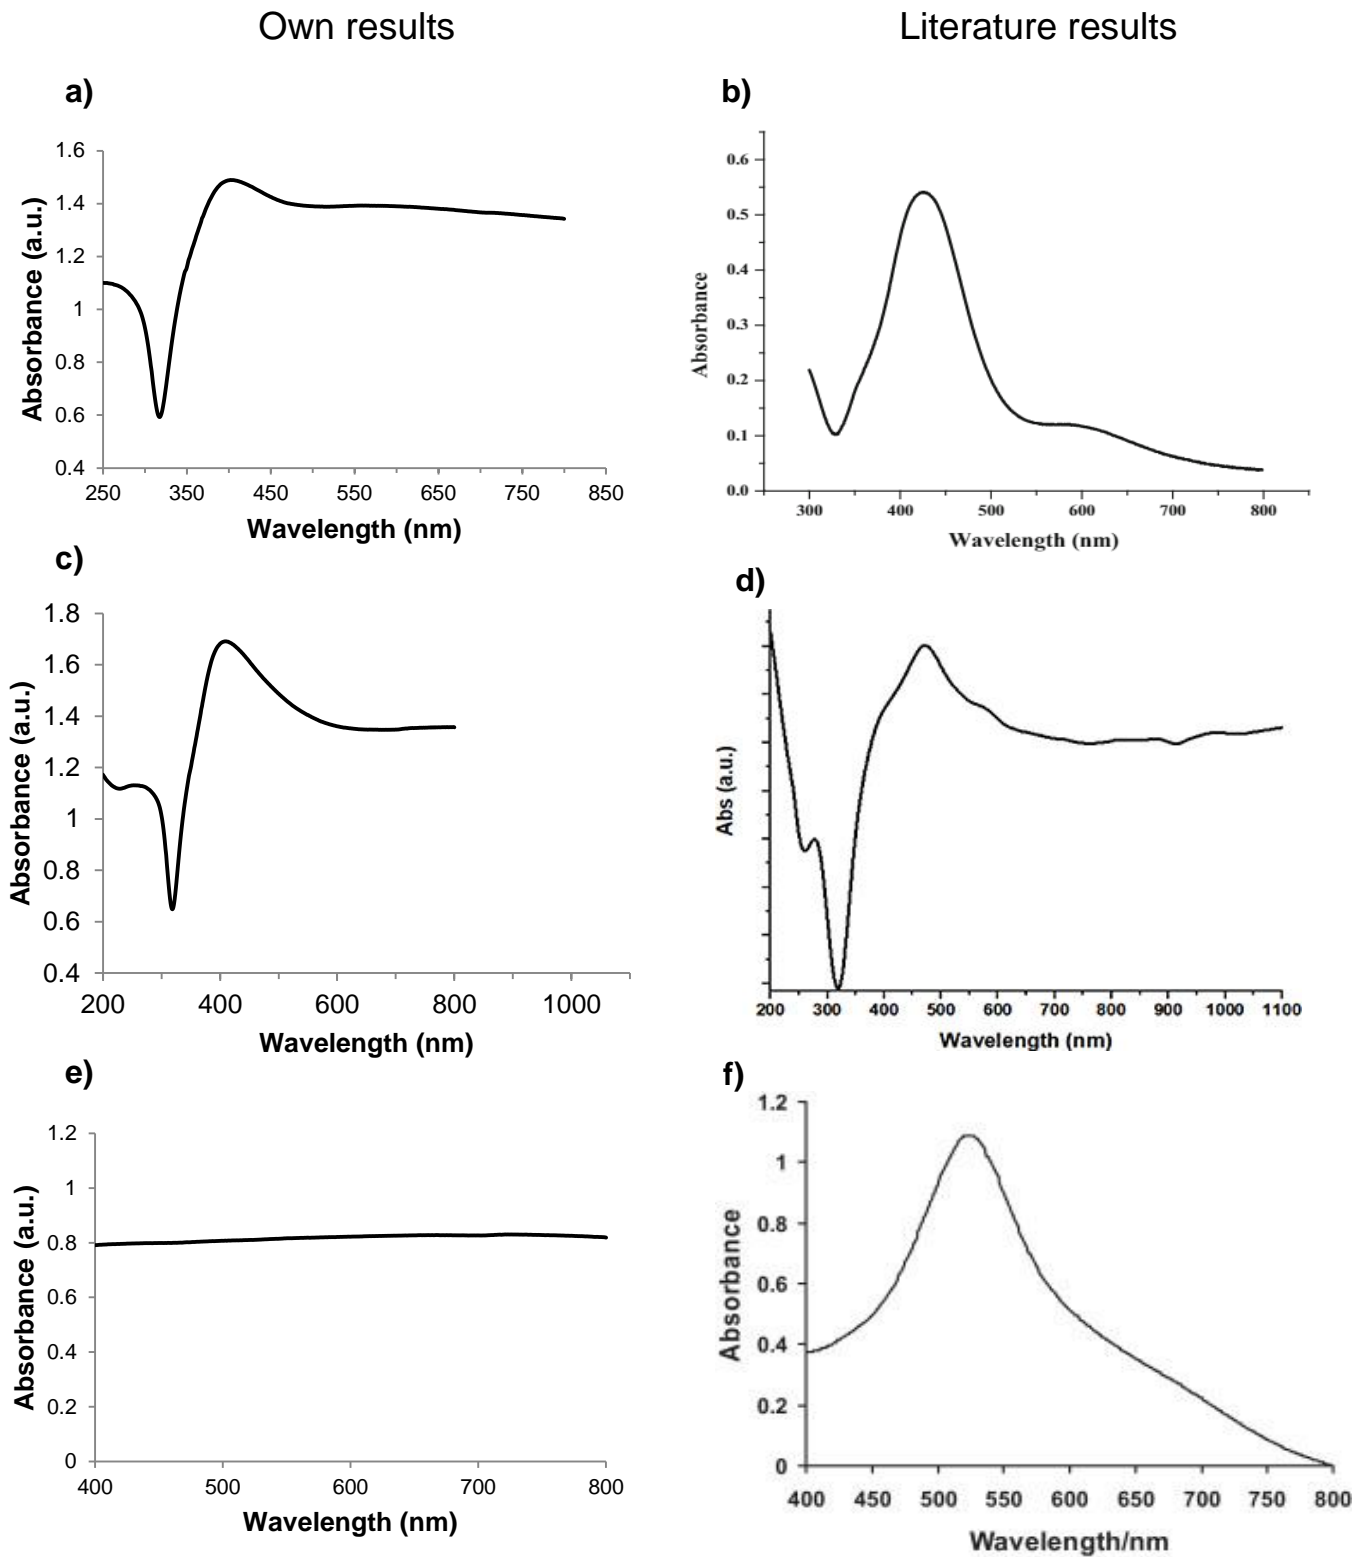 Own results
Literature results
a)
b)
1.6
1.4
1.2
1
0.8
0.6
0.4
Absorbance (a.u.)
250 350 450 550 650 750 850
Wavelength (nm)
0.6
0.5
0.4
0.3
0.2
0.1
0.0
Absorbance
300 400 500 600 700 800
Wavelength (nm)
c)
d)
1.8
1.6
1.4
1.2
1
0.8
0.6
0.4
Absorbance (a.u.)
200 400 600 800 1000
Wavelength (nm)
Abs (a.u.)
200 300 400 500 600 700 800 900 1000 1100
Wavelength (nm)
e)
f)
1.2
1
0.8
0.6
0.4
0.2
0
Absorbance (a.u.)
400 500 600 700 800
Wavelength (nm)
1.2
1
0.8
0.6
0.4
0.2
0
Absorbance
400 450 500 550 600 650 700 750 800
Wavelength/nm